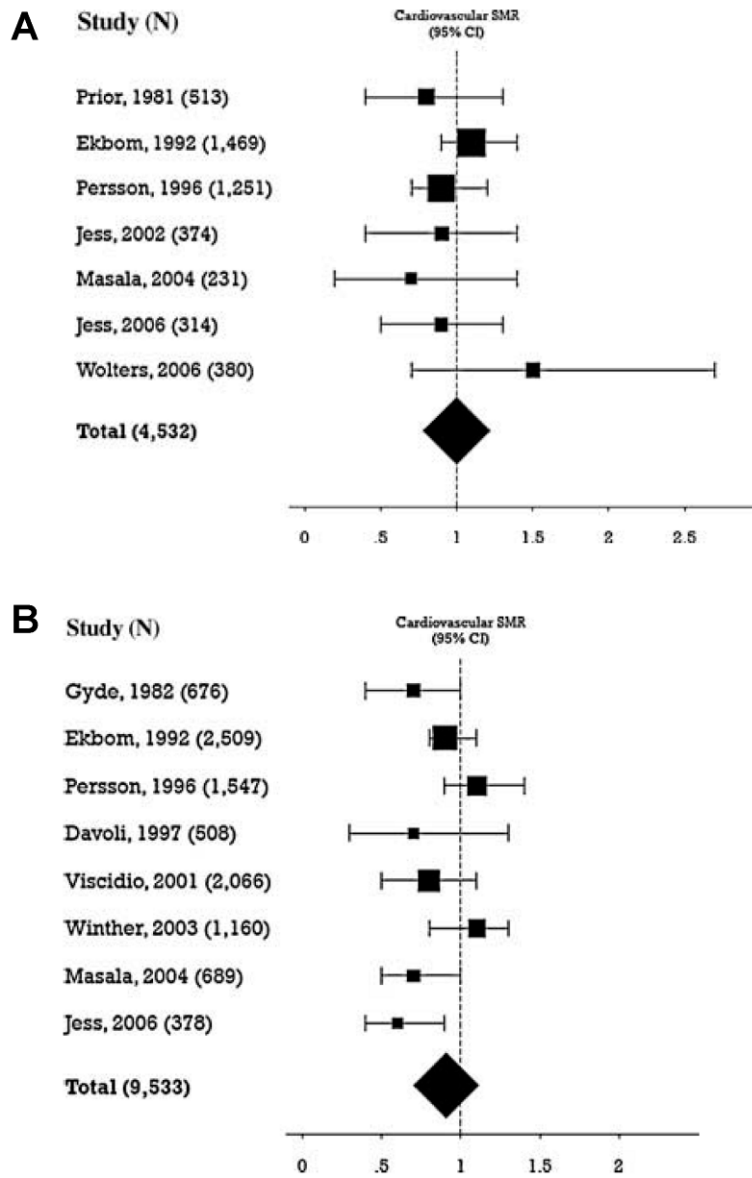 A
Study (N)
Cardiovascular SMR
(95% CI)
Prior, 1981 (513)
Ekbom, 1992 (1,469)
Persson, 1996 (1,251)
Jess, 2002 (374)
Masala, 2004 (231)
Jess, 2006 (314)
Wolters, 2006 (380)
Total (4,532)
0 .5 1 1.5 2 2.5
B
Study (N)
Cardiovascular SMR
(95% CI)
Gyde, 1982 (676)
Ekbom, 1992 (2,509)
Persson, 1996 (1,547)
Davoli, 1997 (508)
Viscidio, 2001 (2,066)
Winther, 2003 (1,160)
Masala, 2004 (689)
Jess, 2006 (378)
Total (9,533)
0 .5 1 1.5 2